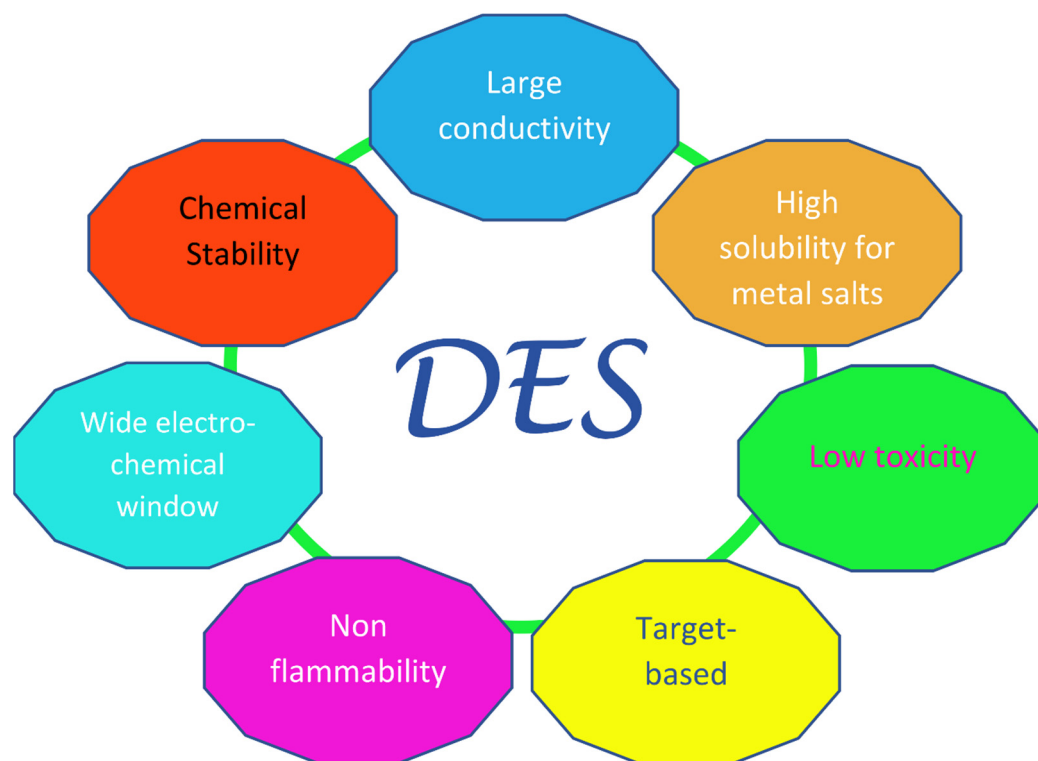 Large
conductivity
High
solubility for
metal salts
Low toxicity
Target-
based
Non
flammability
Wide electro-
chemical
window
Chemical
Stability
DES